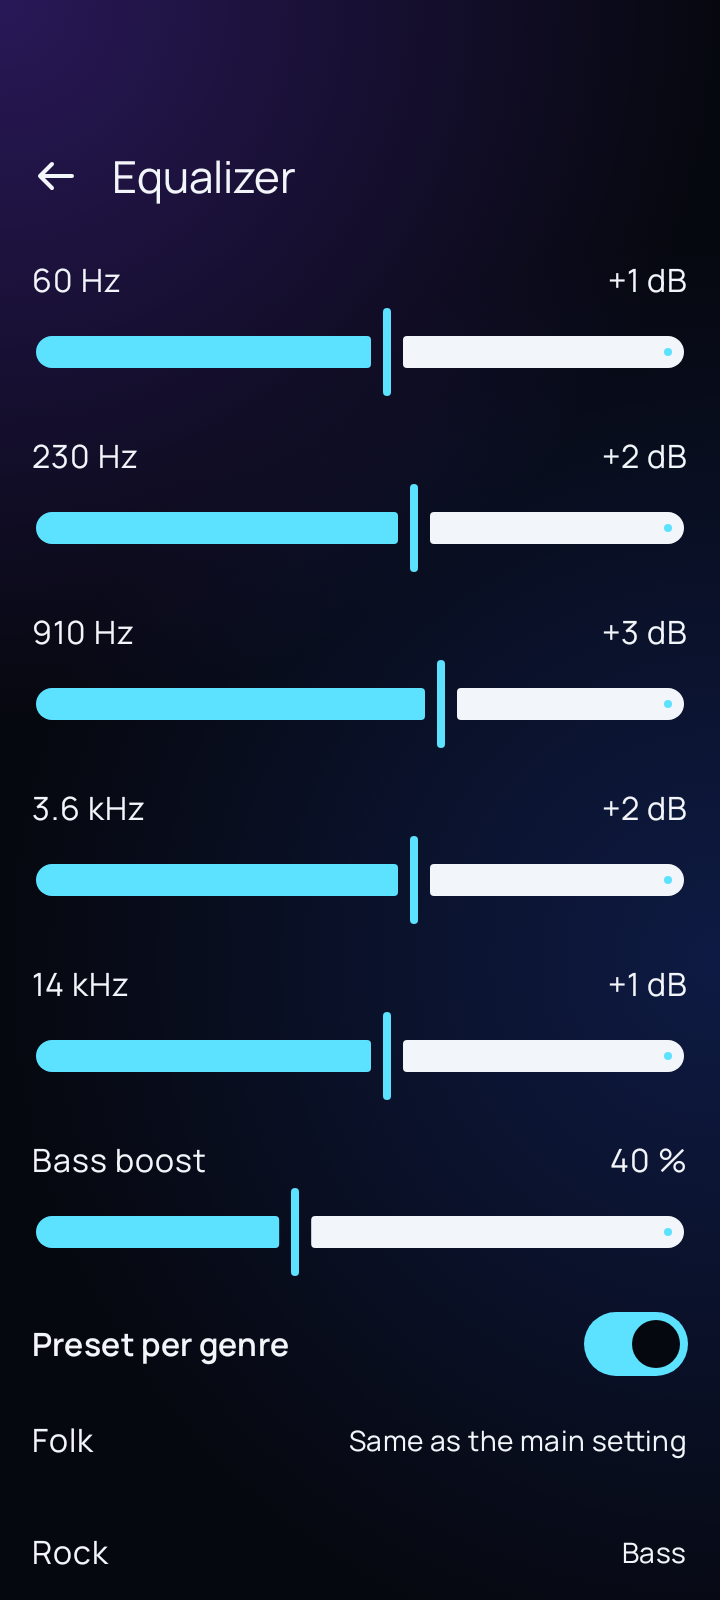 Equalizer
60 Hz +1 dB
230 Hz +2 dB
910 Hz +3 dB
3.6 kHz +2 dB
14 kHz +1 dB
Bass boost 40 %
Preset per genre
Folk Same as the main setting
Rock Bass